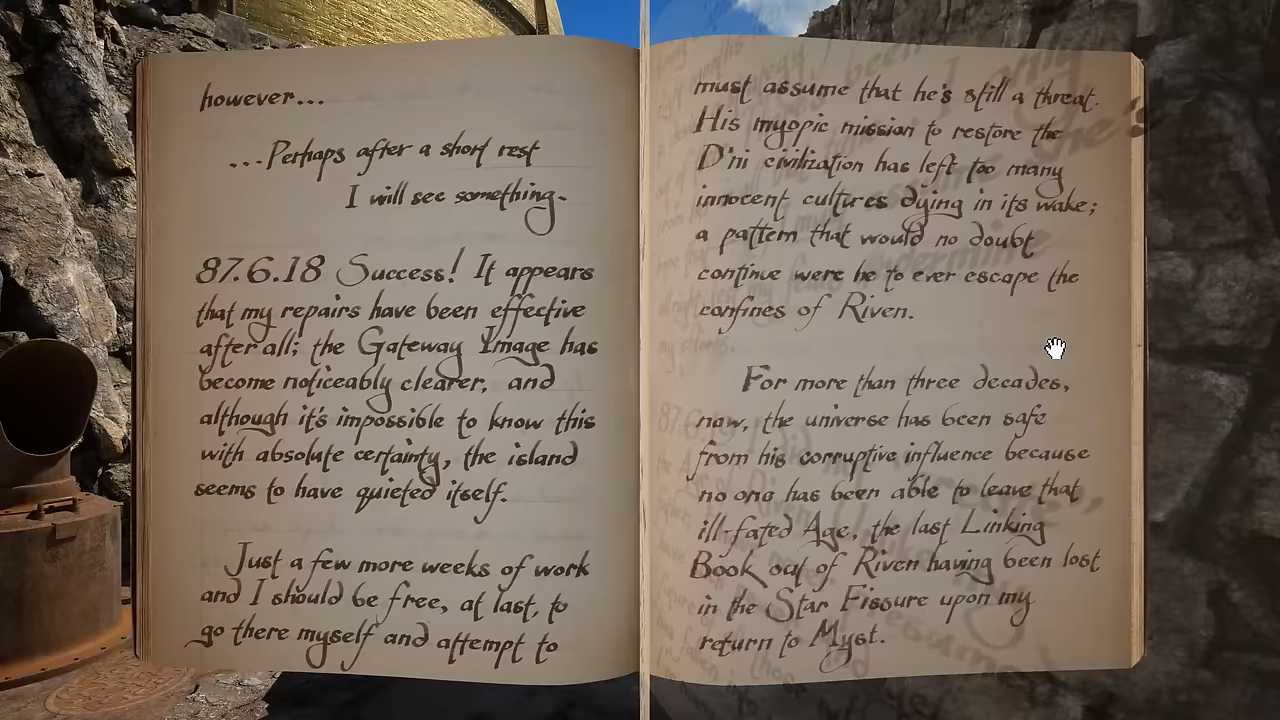 however...
...Perhaps after a short rest
I will see something.
87.6.18 Success! It appears
that my repairs have been effective
after all; the Gateway Image has
become noticeably clearer, and
although it's impossible to know this
with absolute certainty, the island
seems to have quieted itself.
Just a few more weeks of work
and I should be free, at last, to
go there myself and attempt to
must assume that he's still a threat.
His myopic mission to restore the
D'ni civilization has left too many
innocent cultures dying in its wake;
a pattern that would no doubt
continue were he to ever escape the
confines of Riven.
For more than three decades,
now, the universe has been safe
from his corruptive influence because
no one has been able to leave that
ill-fated Age, the last Linking
Book out of Riven having been lost
in the Star Fissure upon my
return to Myst.